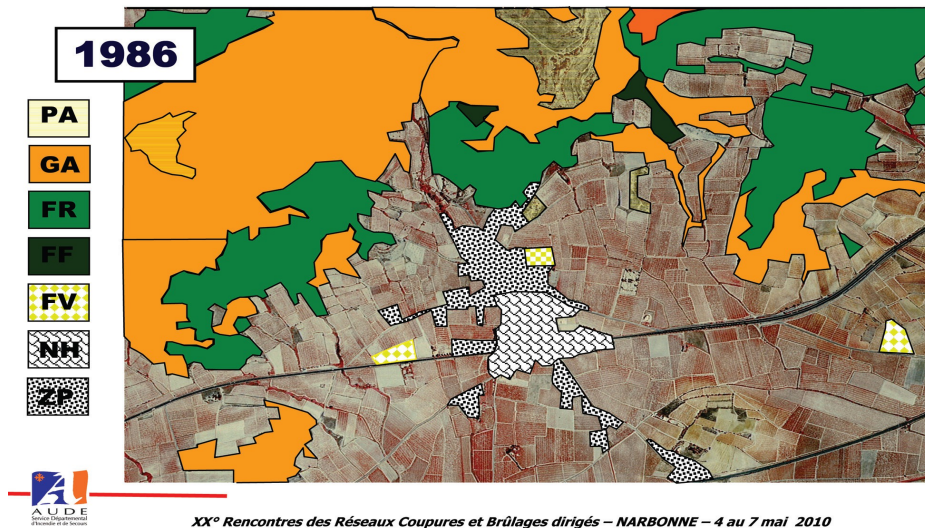 1986
PA
GA
FR
FF
FV
NH
ZP
AUDE
Service Départemental
d'Incendie et de Secours
XX° Rencontres des Réseaux Coupures et Brûlages dirigés – NARBONNE – 4 au 7 mai 2010